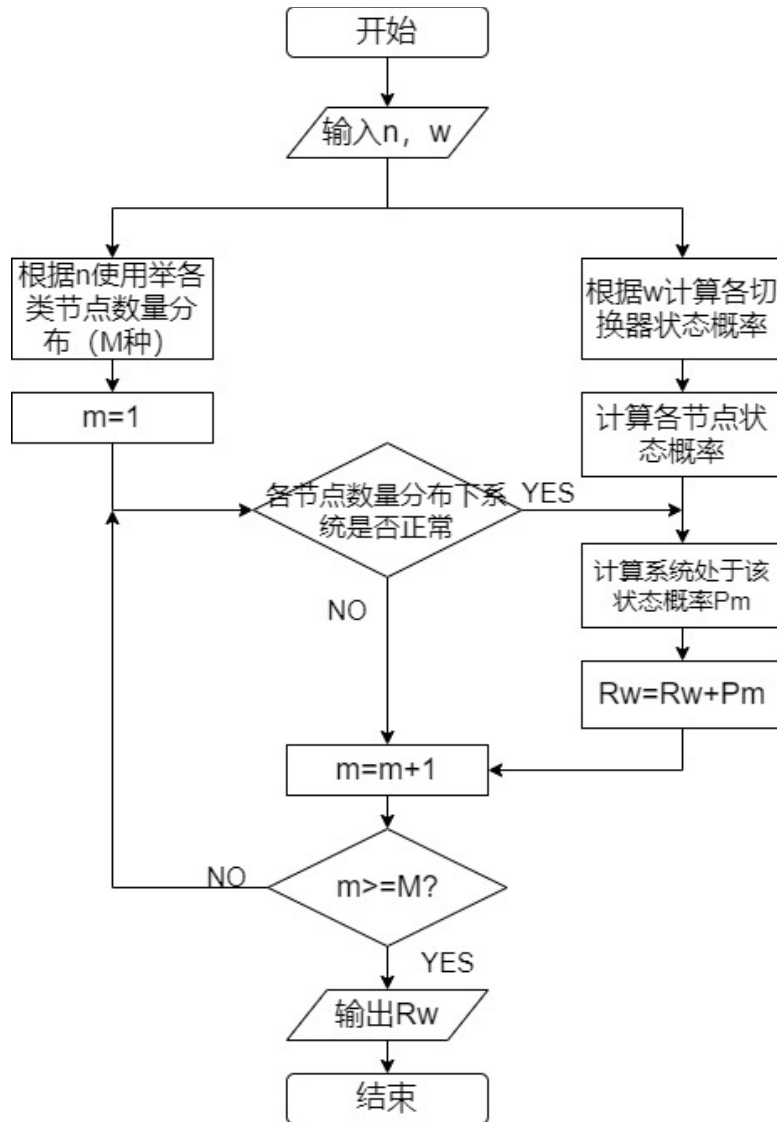 开始
输入n，w
根据n使用举各
类节点数量分
布（M种）
根据w计算各切
换器状态概率
m=1
计算各节点状
态概率
各节点数量分布下系
统是否正常
YES
NO
计算系统处于该
状态概率Pm
Rw=Rw+Pm
m=m+1
m>=M?
NO
YES
输出Rw
结束